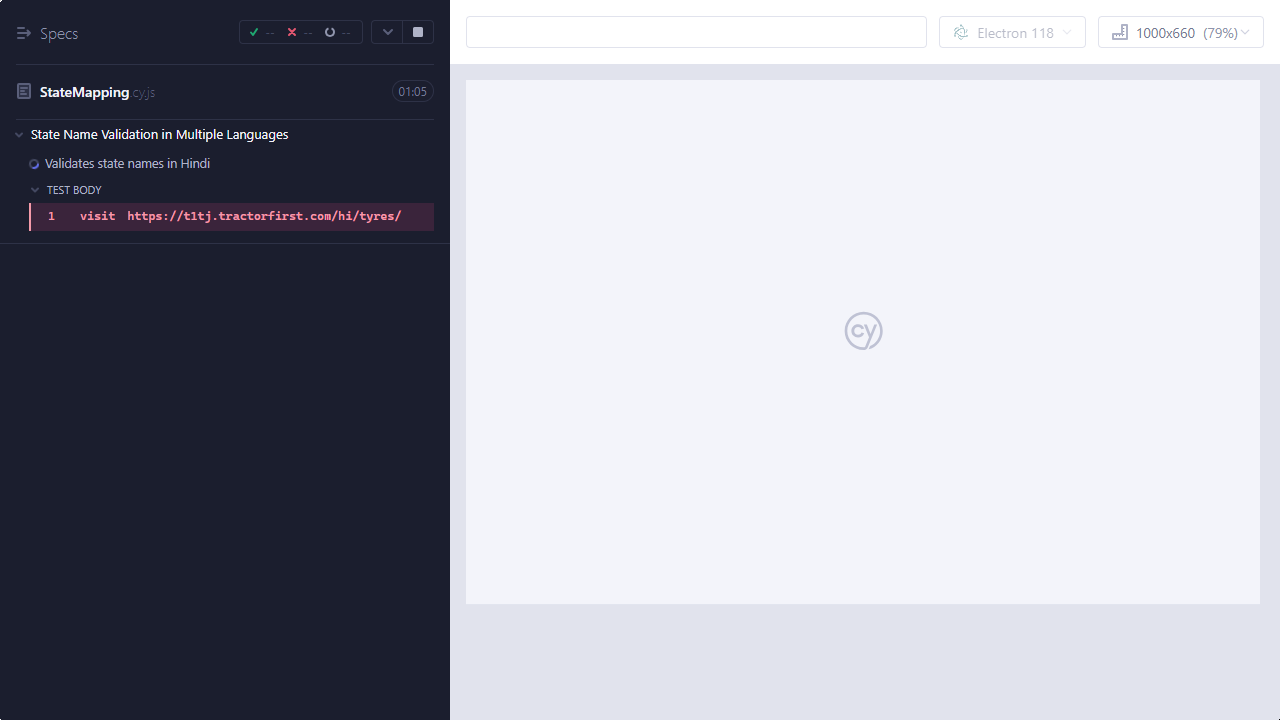 Specs -- -- --
StateMapping.cy.js 01:05
State Name Validation in Multiple Languages
Validates state names in Hindi
TEST BODY
1 visit https://t1tj.tractorfirst.com/hi/tyres/
Electron 118 1000x660 (79%)
cy